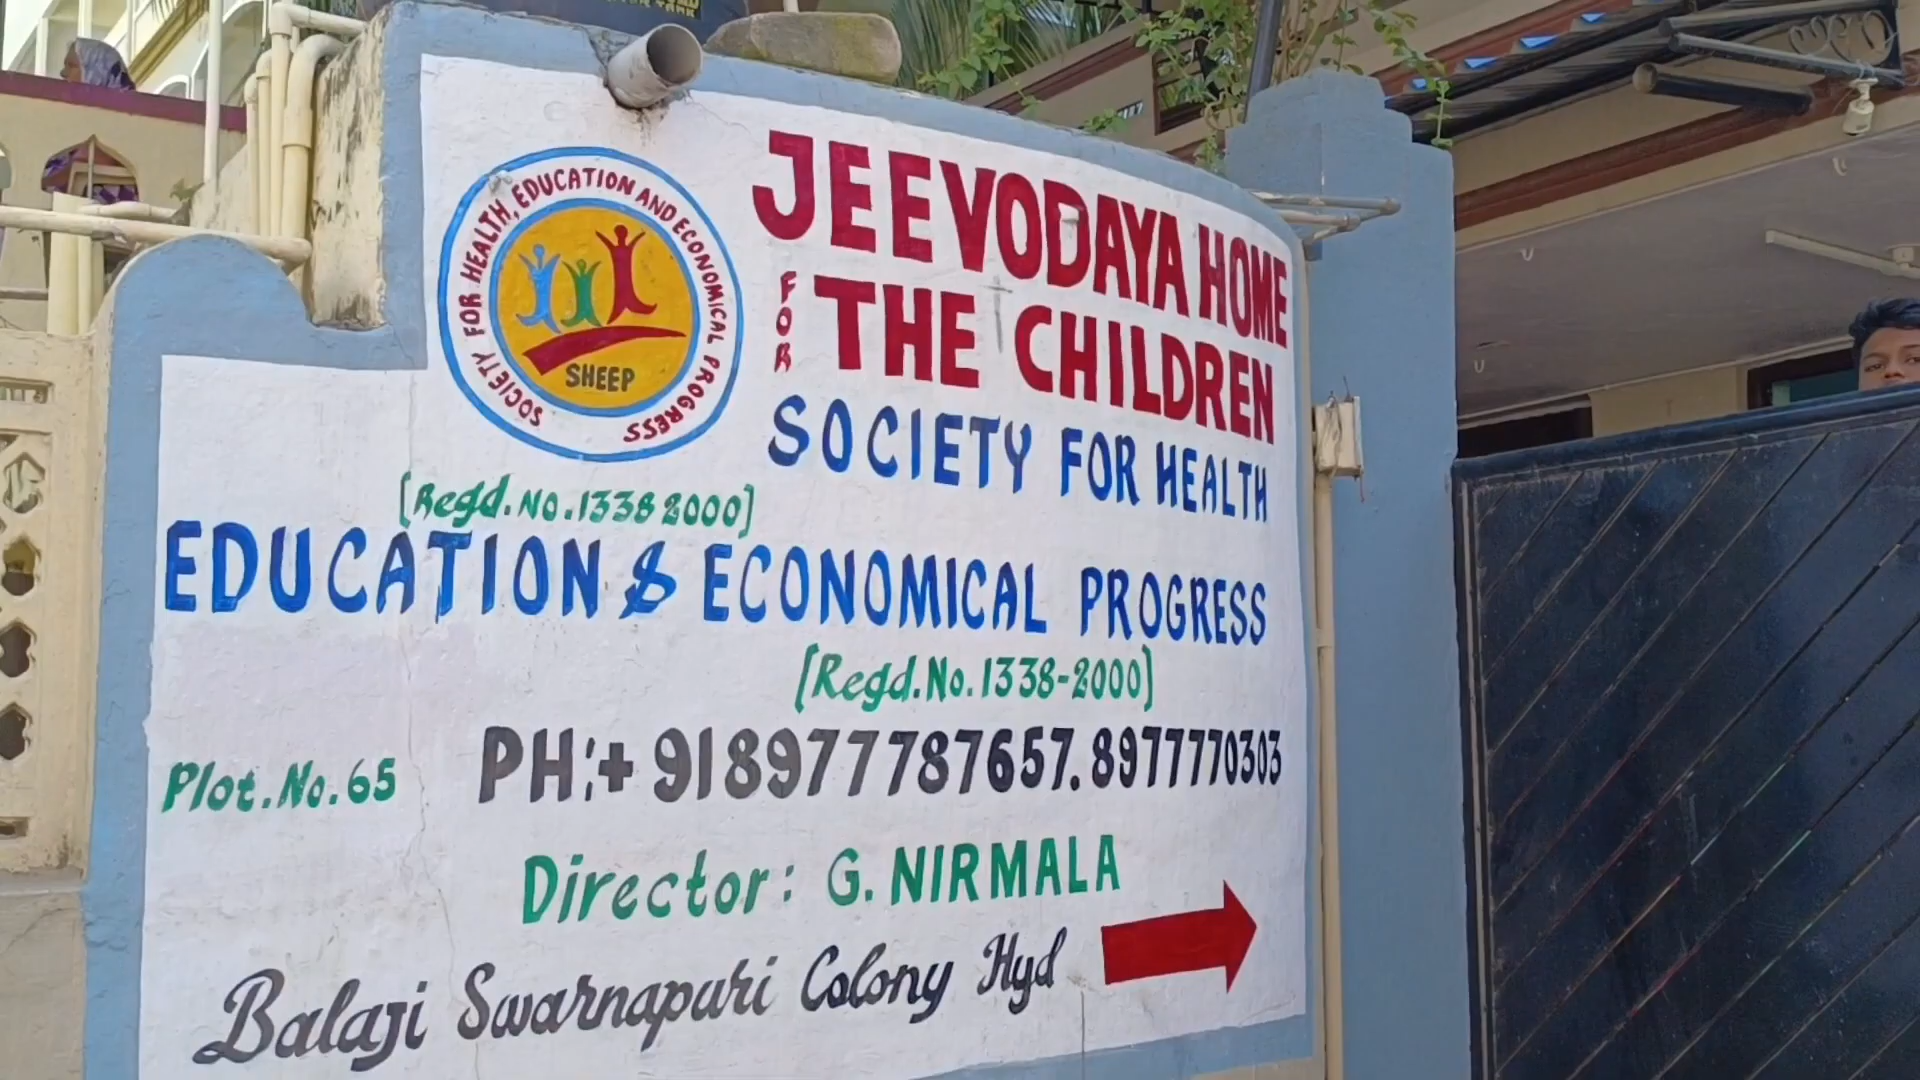 SOCIETY FOR HEALTH, EDUCATION AND ECONOMICAL PROGRESS
SHEEP
JEEVODAYA HOME
FOR THE CHILDREN
SOCIETY FOR HEALTH
[Regd.No.1338 2000]
EDUCATION & ECONOMICAL PROGRESS
[Regd.No.1338-2000]
Plot.No.65 PH:+918977787657.8977770303
Director: G.NIRMALA
Balaji Swarnapuri Colony Hyd